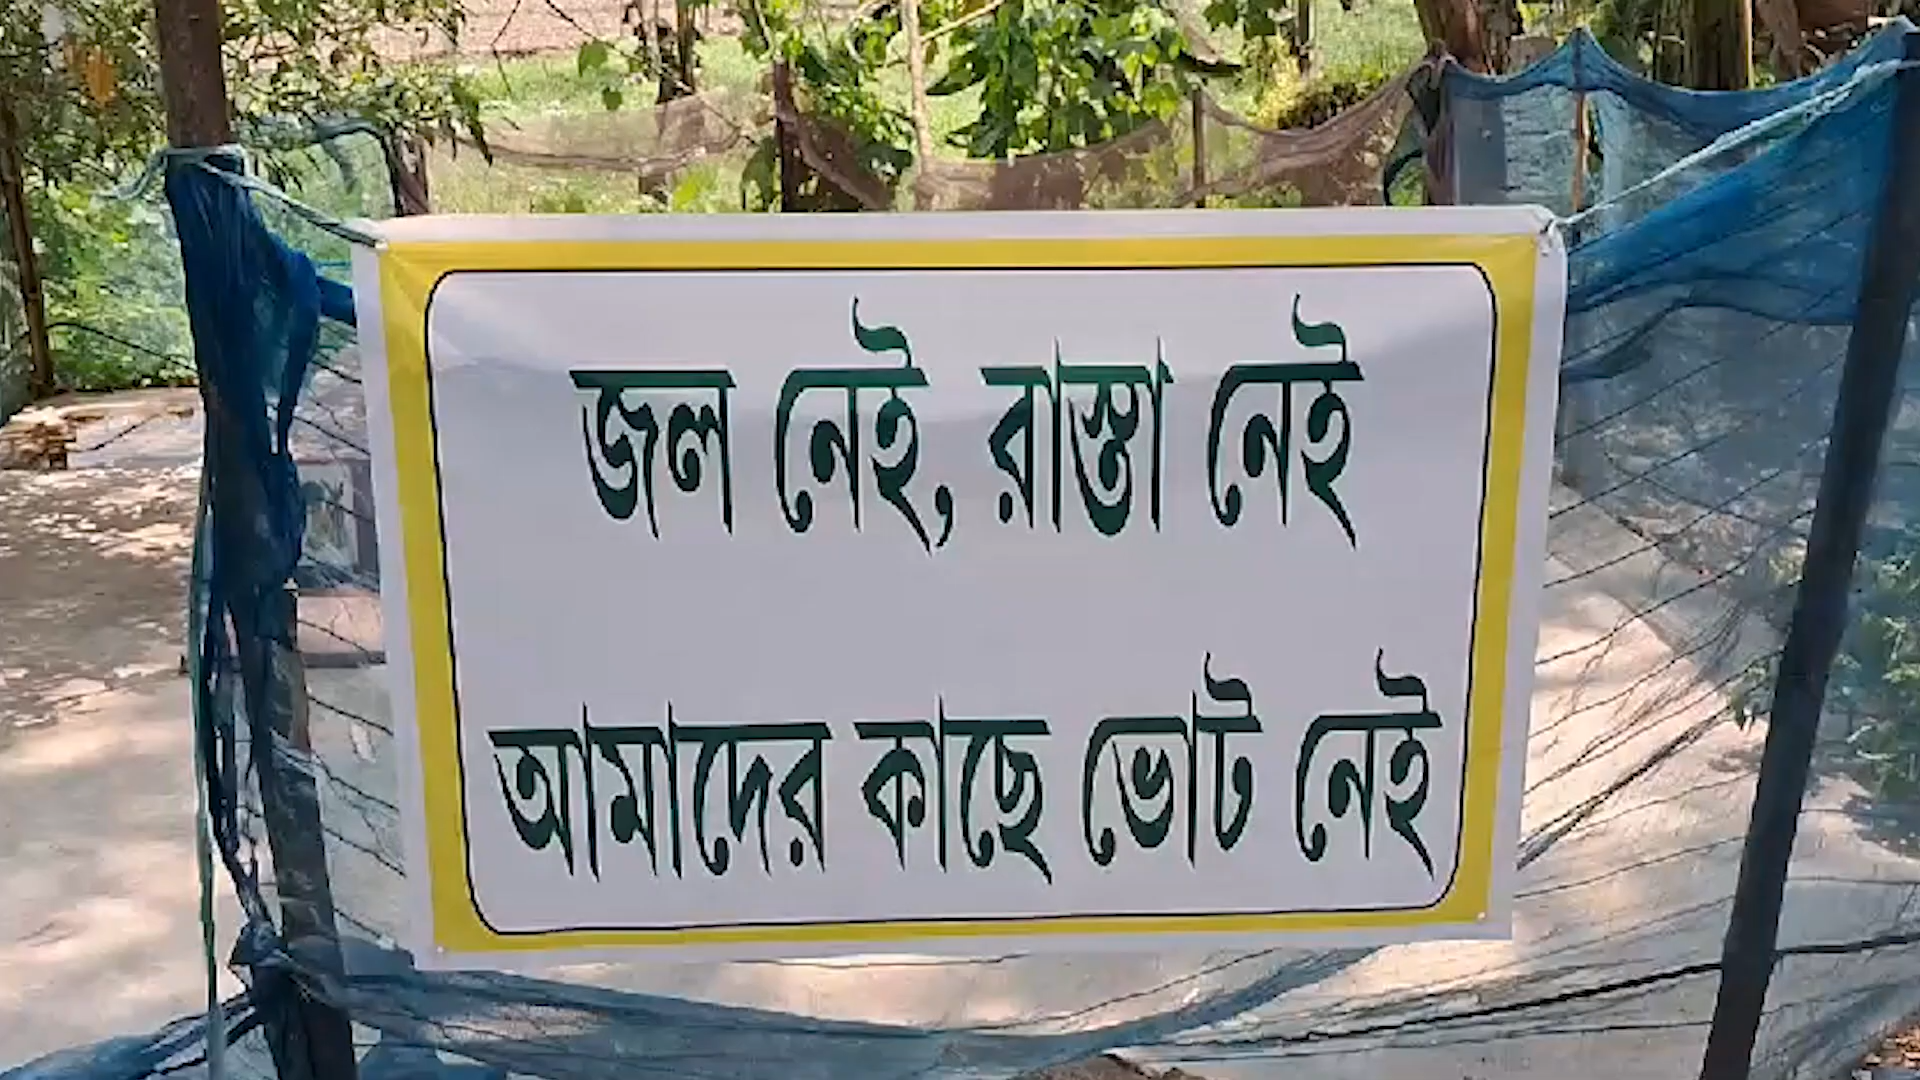 জল নেই, রাস্তা নেই
আমাদের কাছে ভোট নেই